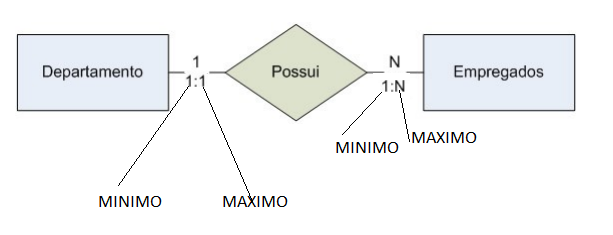 1
N
Departamento
Possui
Empregados
1:1
1:N
MINIMO
MAXIMO
MINIMO
MAXIMO